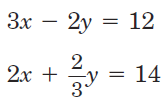 3x − 2y = 12
2x + 2/3y = 14